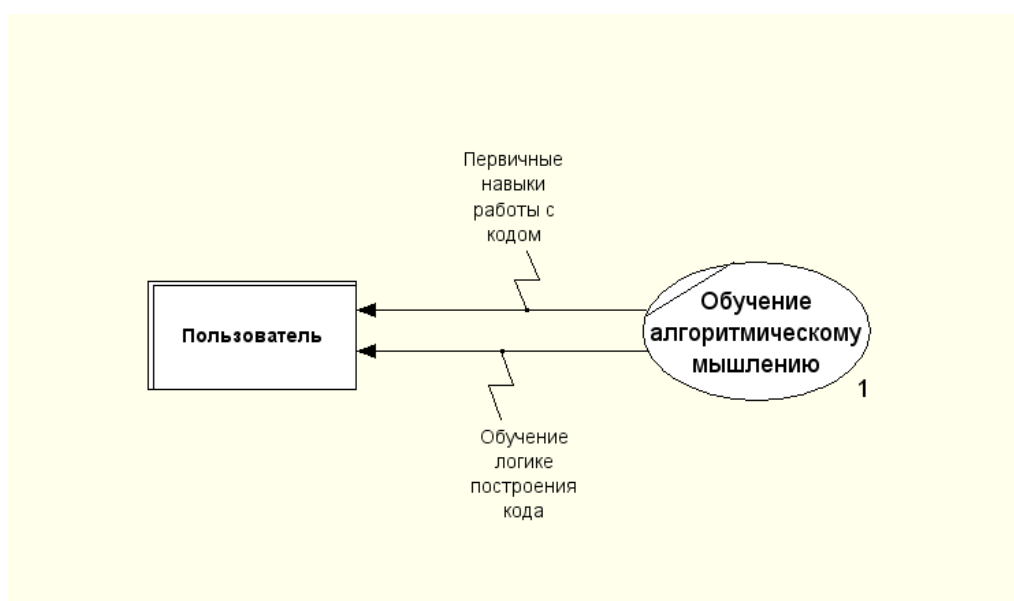 Первичные
навыки
работы с
кодом
Пользователь
Обучение
алгоритмическому
мышлению
1
Обучение
логике
построения
кода